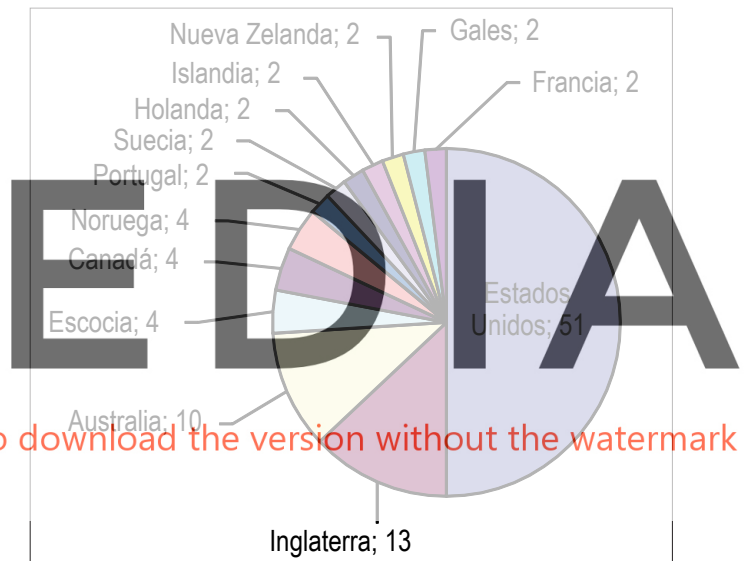 Nueva Zelanda; 2
Gales; 2
Islandia; 2
Francia; 2
Holanda; 2
Suecia; 2
Portugal; 2
Noruega; 4
Canadá; 4
Escocia; 4
Estados
Unidos; 51
EDIA
Australia; 10
download the version without the watermark
Inglaterra; 13